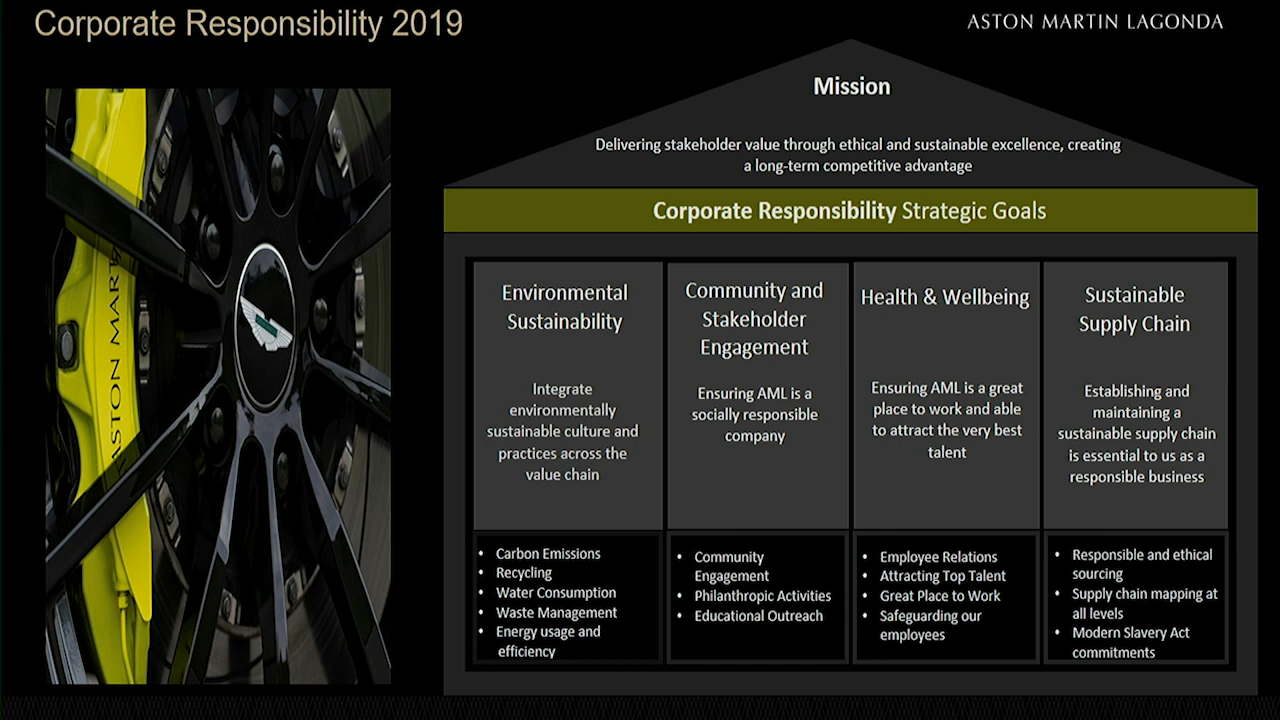 Corporate Responsibility 2019
ASTON MARTIN LAGONDA
Mission
Delivering stakeholder value through ethical and sustainable excellence, creating
a long-term competitive advantage
Corporate Responsibility Strategic Goals
Environmental
Sustainability
Integrate
environmentally
sustainable culture and
practices across the
value chain
• Carbon Emissions
• Recycling
• Water Consumption
• Waste Management
• Energy usage and
efficiency
Community and
Stakeholder
Engagement
Ensuring AML is a
socially responsible
company
• Community
Engagement
• Philanthropic Activities
• Educational Outreach
Health & Wellbeing
Ensuring AML is a great
place to work and able
to attract the very best
talent
• Employee Relations
• Attracting Top Talent
• Great Place to Work
• Safeguarding our
employees
Sustainable
Supply Chain
Establishing and
maintaining a
sustainable supply chain
is essential to us as a
responsible business
• Responsible and ethical
sourcing
• Supply chain mapping at
all levels
• Modern Slavery Act
commitments
ASTON MART